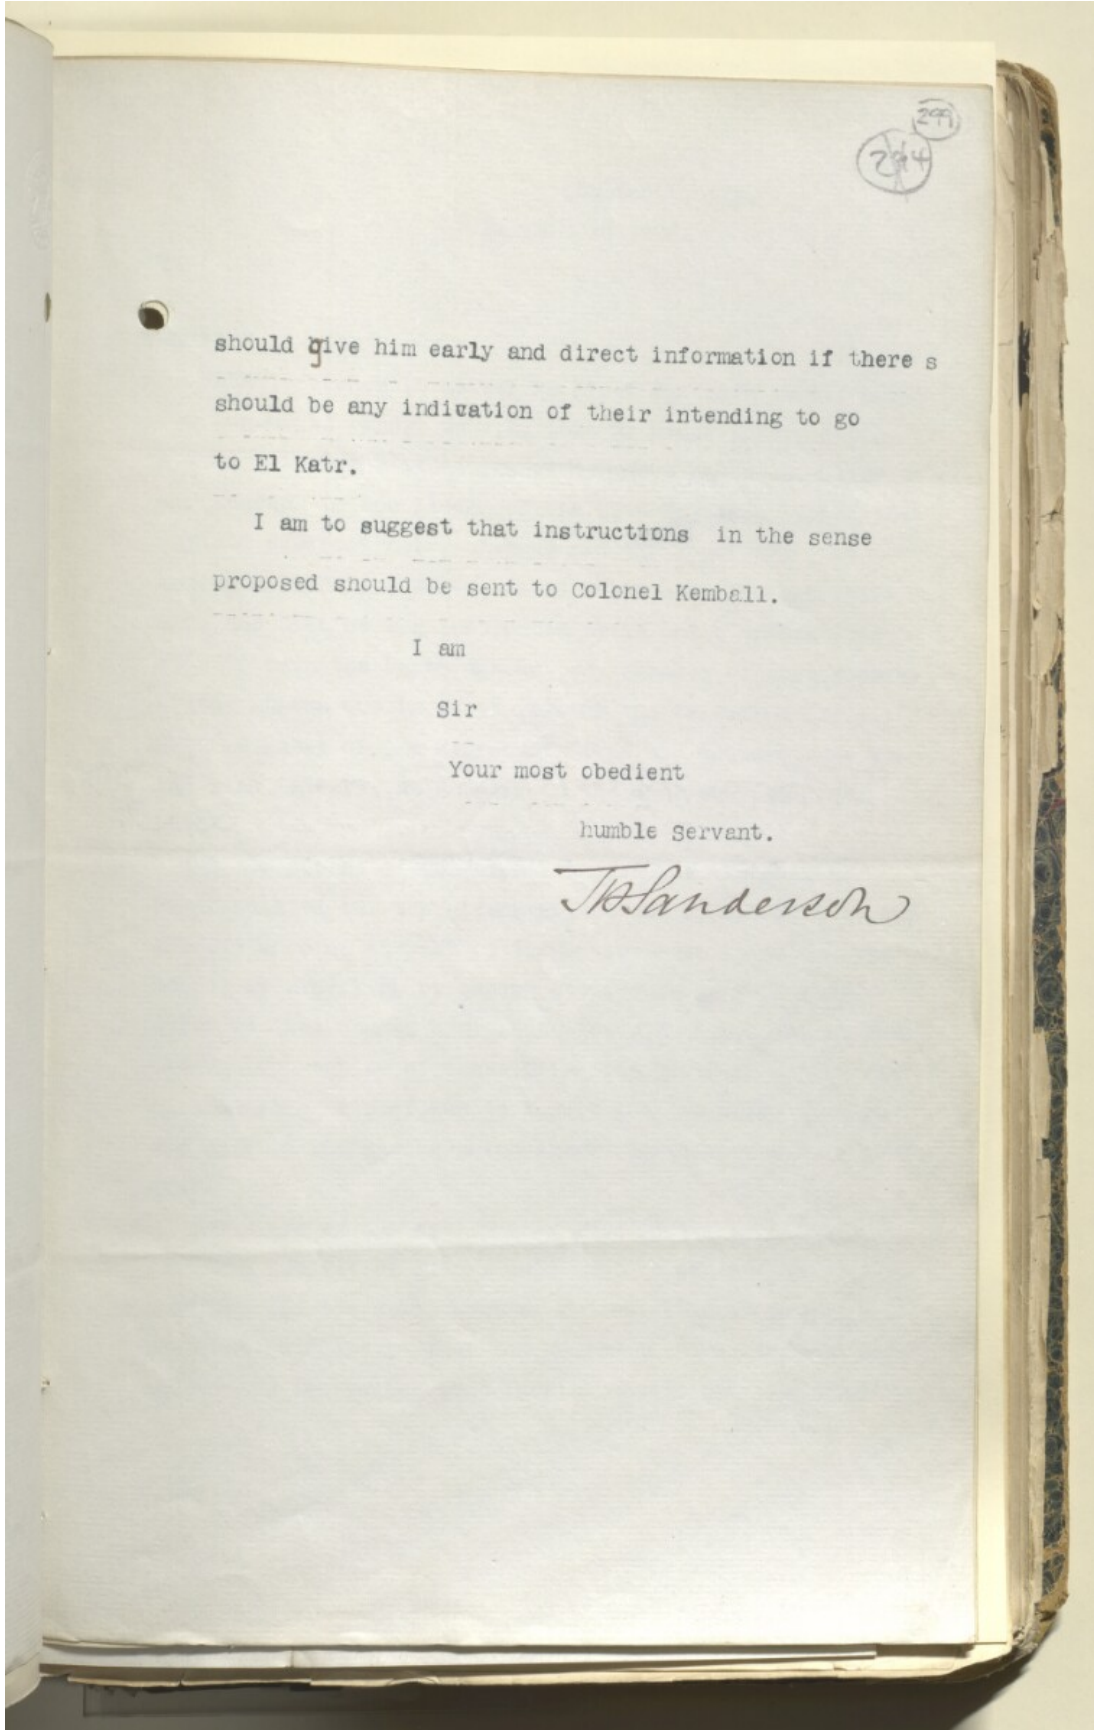 299
294
should give him early and direct information if there s
should be any indication of their intending to go
to El Katr.
I am to suggest that instructions in the sense
proposed should be sent to Colonel Kemball.
I am
Sir
Your most obedient
humble Servant.
THSanderson